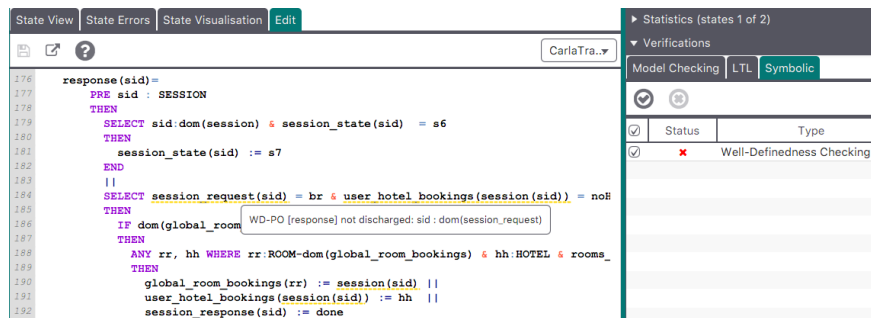 State View State Errors State Visualisation Edit
CarlaTra..
176 response(sid)=
177 PRE sid : SESSION
178 THEN
179 SELECT sid:dom(session) & session_state(sid) = s6
180 THEN
181 session_state(sid) := s7
182 END
183 ||
184 SELECT session_request(sid) = br & user_hotel_bookings(session(sid)) = noH
185 THEN
WD-PO [response] not discharged: sid : dom(session_request)
186 IF dom(global_room
187 THEN
188 ANY rr, hh WHERE rr:ROOM-dom(global_room_bookings) & hh:HOTEL & rooms_
189 THEN
190 global_room_bookings(rr) := session(sid) ||
191 user_hotel_bookings(session(sid)) := hh ||
192 session_response(sid) := done
Statistics (states 1 of 2)
Verifications
Model Checking LTL Symbolic
Status Type
Well-Definedness Checking